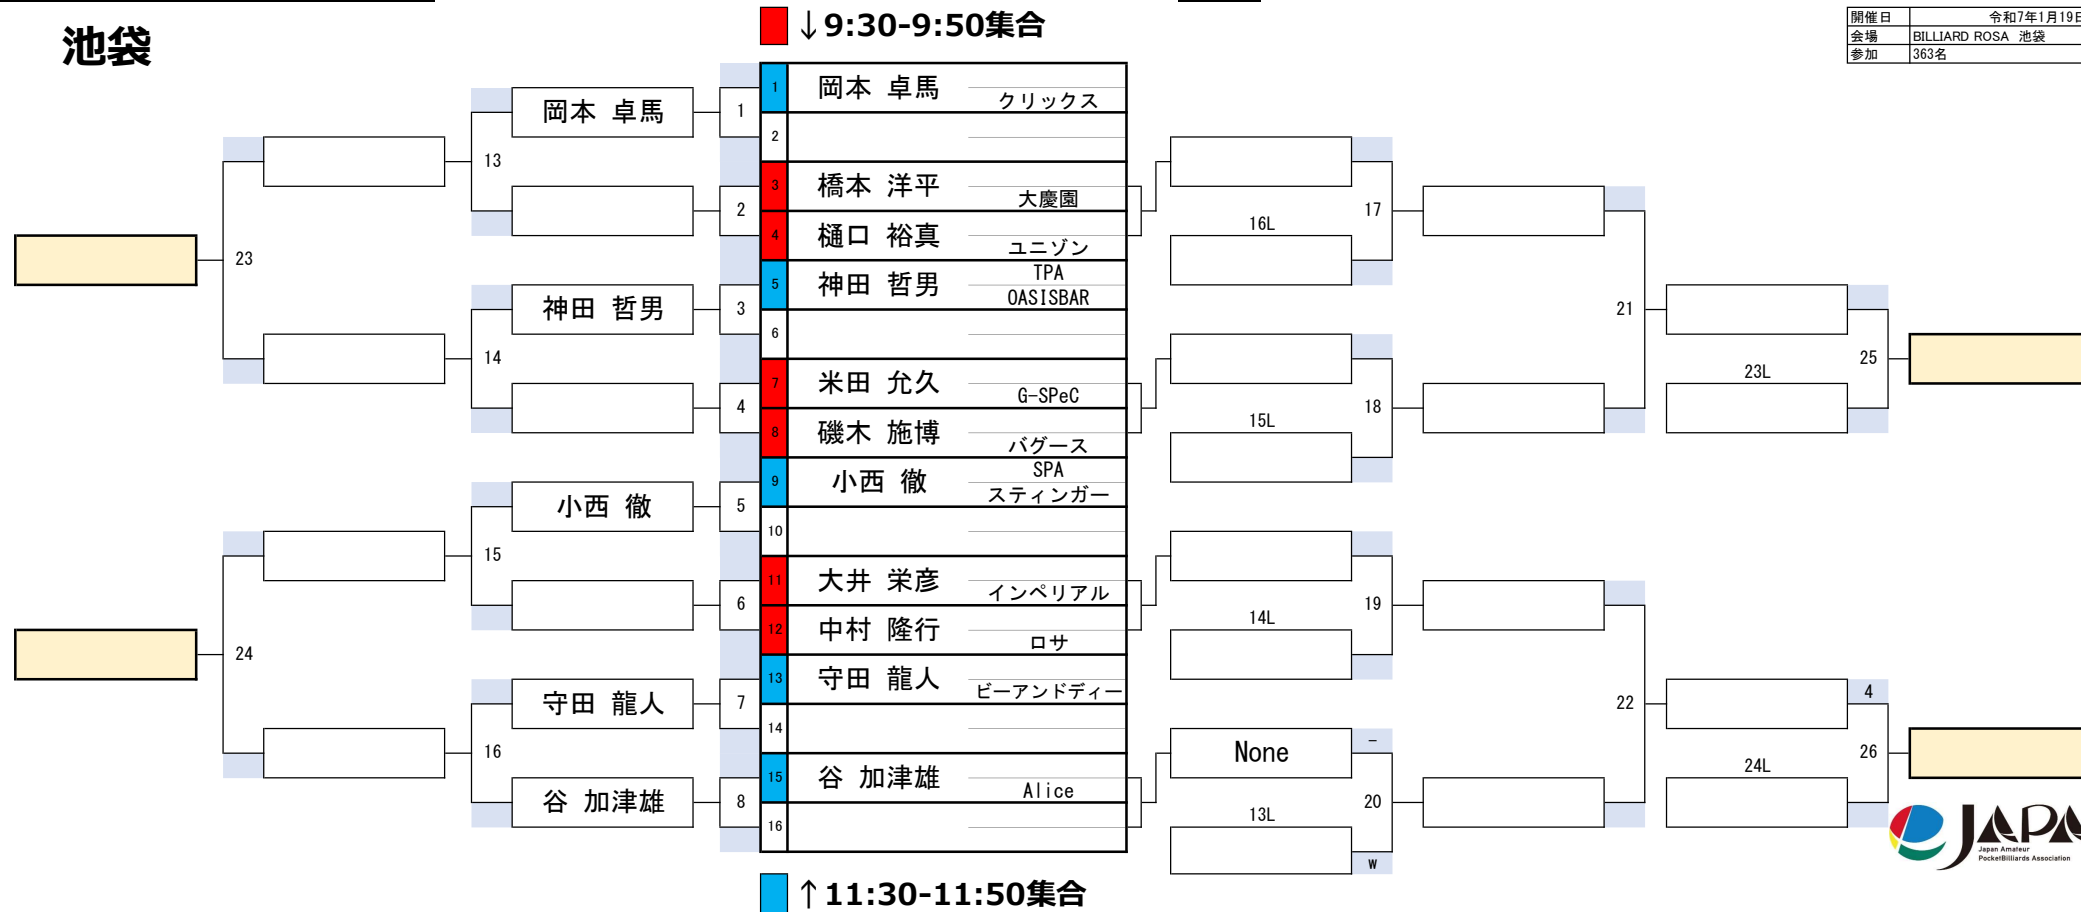 ↓9:30-9:50集合
池袋
開催日 令和7年1月19日
会場 BILLIARD ROSA 池袋
参加 363名
1 岡本 卓馬 クリックス
岡本 卓馬 1
2
13
3 橋本 洋平 大慶園
2
17
4 樋口 裕真 ユニゾン
16L
23
5 神田 哲男 TPA
OASISBAR
神田 哲男 3
21
6
14
7 米田 允久 G-SPeC
25
23L
4
18
8 磯木 施博 バグース
15L
9 小西 徹 SPA
スティンガー
小西 徹 5
10
15
11 大井 栄彦 インペリアル
6
19
12 中村 隆行 ロサ
14L
24
13 守田 龍人 ビーアンドディー
守田 龍人 7
22
4
14
16
None
-
26
15 谷 加津雄 Alice
24L
谷 加津雄 8
20
16
13L
W
JAPA
Japan Amateur
PocketBilliards Association
↑11:30-11:50集合